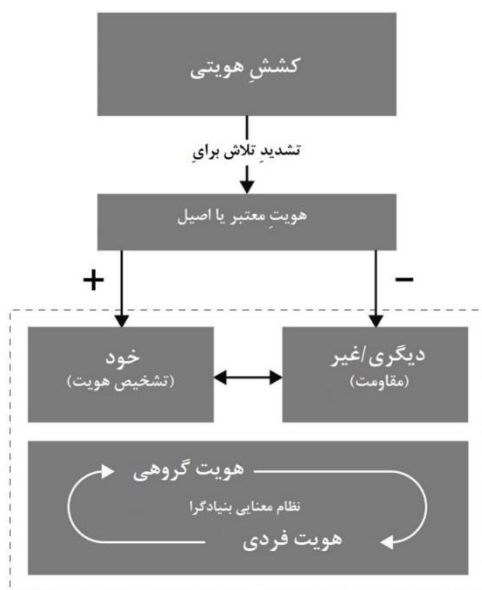 کششِ هویتی
تشدیدِ تلاش برایِ
هویتِ معتبر یا اصیل
+
−
دیگری/غیر
(مقاومت)
خود
(تشخیص هویت)
هویت گروهی
نظام معنایی بنیادگرا
هویت فردی